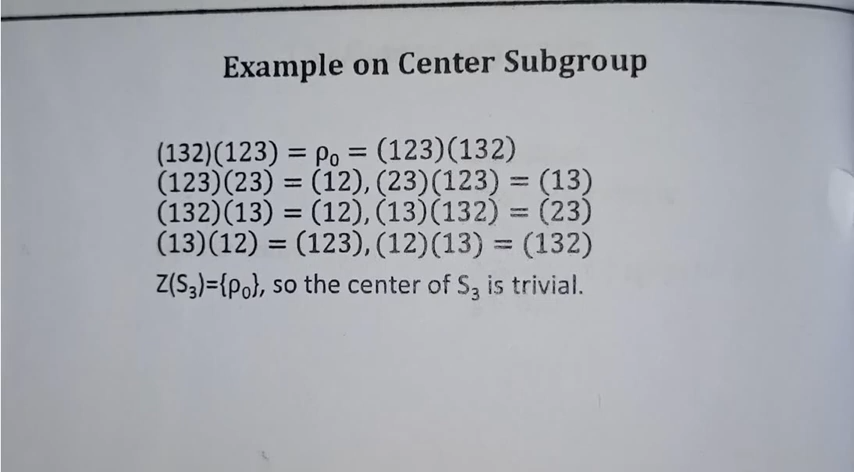 Example on Center Subgroup
(132)(123) = ρ₀ = (123)(132)
(123)(23) = (12), (23)(123) = (13)
(132)(13) = (12), (13)(132) = (23)
(13)(12) = (123), (12)(13) = (132)
Z(S₃)={ρ₀}, so the center of S₃ is trivial.